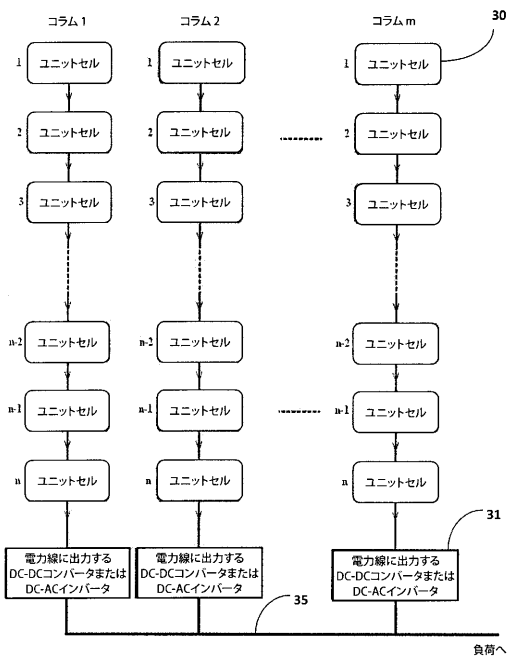 コラム 1
コラム 2
コラム m
30
1 ユニットセル
1 ユニットセル
1 ユニットセル
2 ユニットセル
2 ユニットセル
2 ユニットセル
3 ユニットセル
3 ユニットセル
3 ユニットセル
n-2 ユニットセル
n-2 ユニットセル
n-2 ユニットセル
n-1 ユニットセル
n-1 ユニットセル
n-1 ユニットセル
n ユニットセル
n ユニットセル
n ユニットセル
31
電力線に出力する
DC-DCコンバータまたは
DC-ACインバータ
電力線に出力する
DC-DCコンバータまたは
DC-ACインバータ
電力線に出力する
DC-DCコンバータまたは
DC-ACインバータ
35
負荷へ